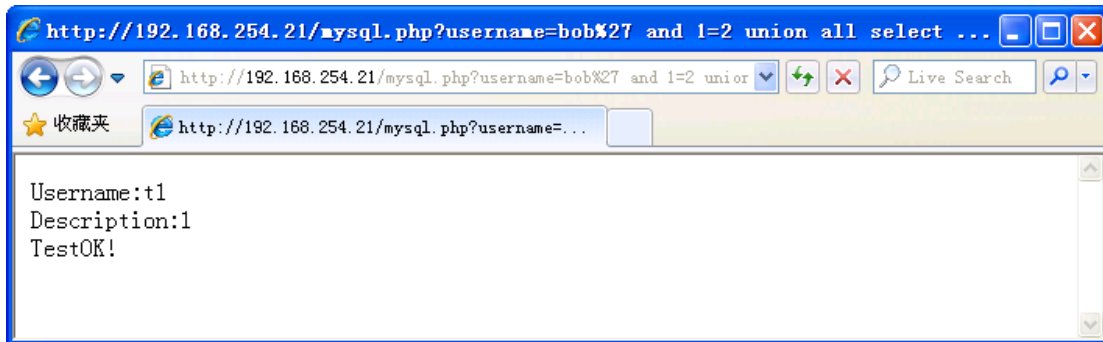 http://192.168.254.21/mysql.php?username=bob%27 and 1=2 union all select ...
http://192.168.254.21/mysql.php?username=bob%27 and 1=2 unior
Live Search
收藏夹
http://192.168.254.21/mysql.php?username=...
Username:t1
Description:1
TestOK!